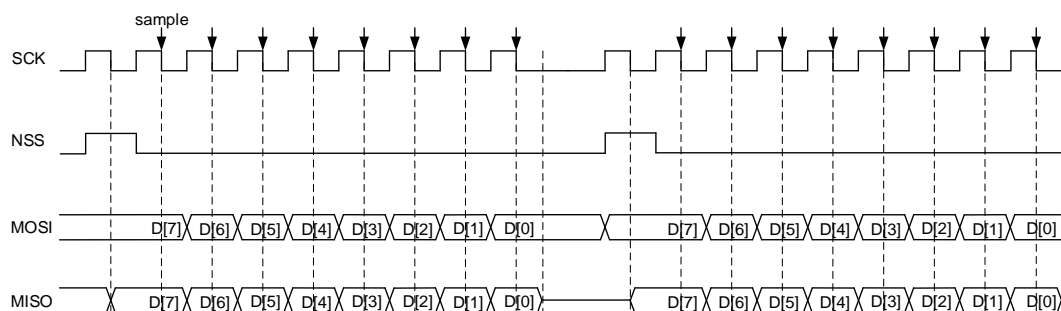 sample
SCK
NSS
MOSI D[7] D[6] D[5] D[4] D[3] D[2] D[1] D[0] D[7] D[6] D[5] D[4] D[3] D[2] D[1] D[0]
MISO D[7] D[6] D[5] D[4] D[3] D[2] D[1] D[0] D[7] D[6] D[5] D[4] D[3] D[2] D[1] D[0]